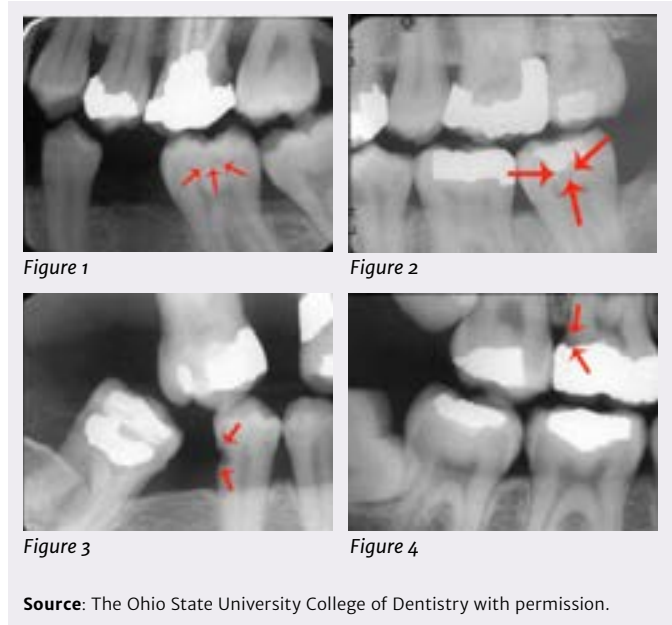 Figure 1
Figure 2
Figure 3
Figure 4
Source: The Ohio State University College of Dentistry with permission.